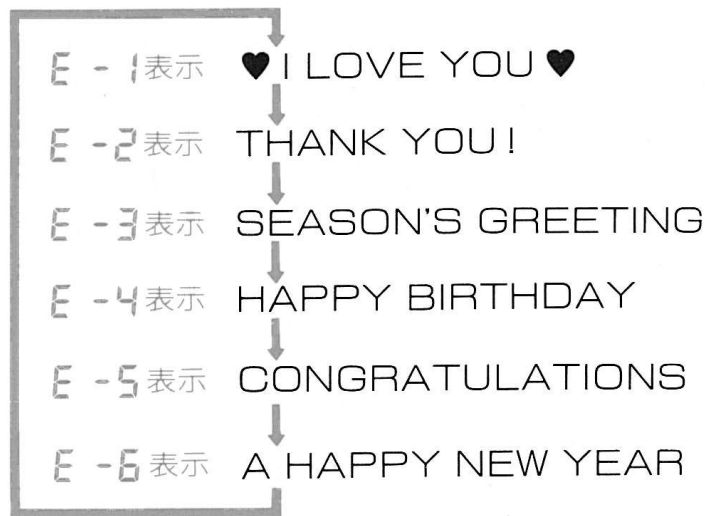 E - 1表示 ♥ I LOVE YOU ♥
E - 2表示 THANK YOU!
E - 3表示 SEASON'S GREETING
E - 4表示 HAPPY BIRTHDAY
E - 5表示 CONGRATULATIONS
E - 6表示 A HAPPY NEW YEAR